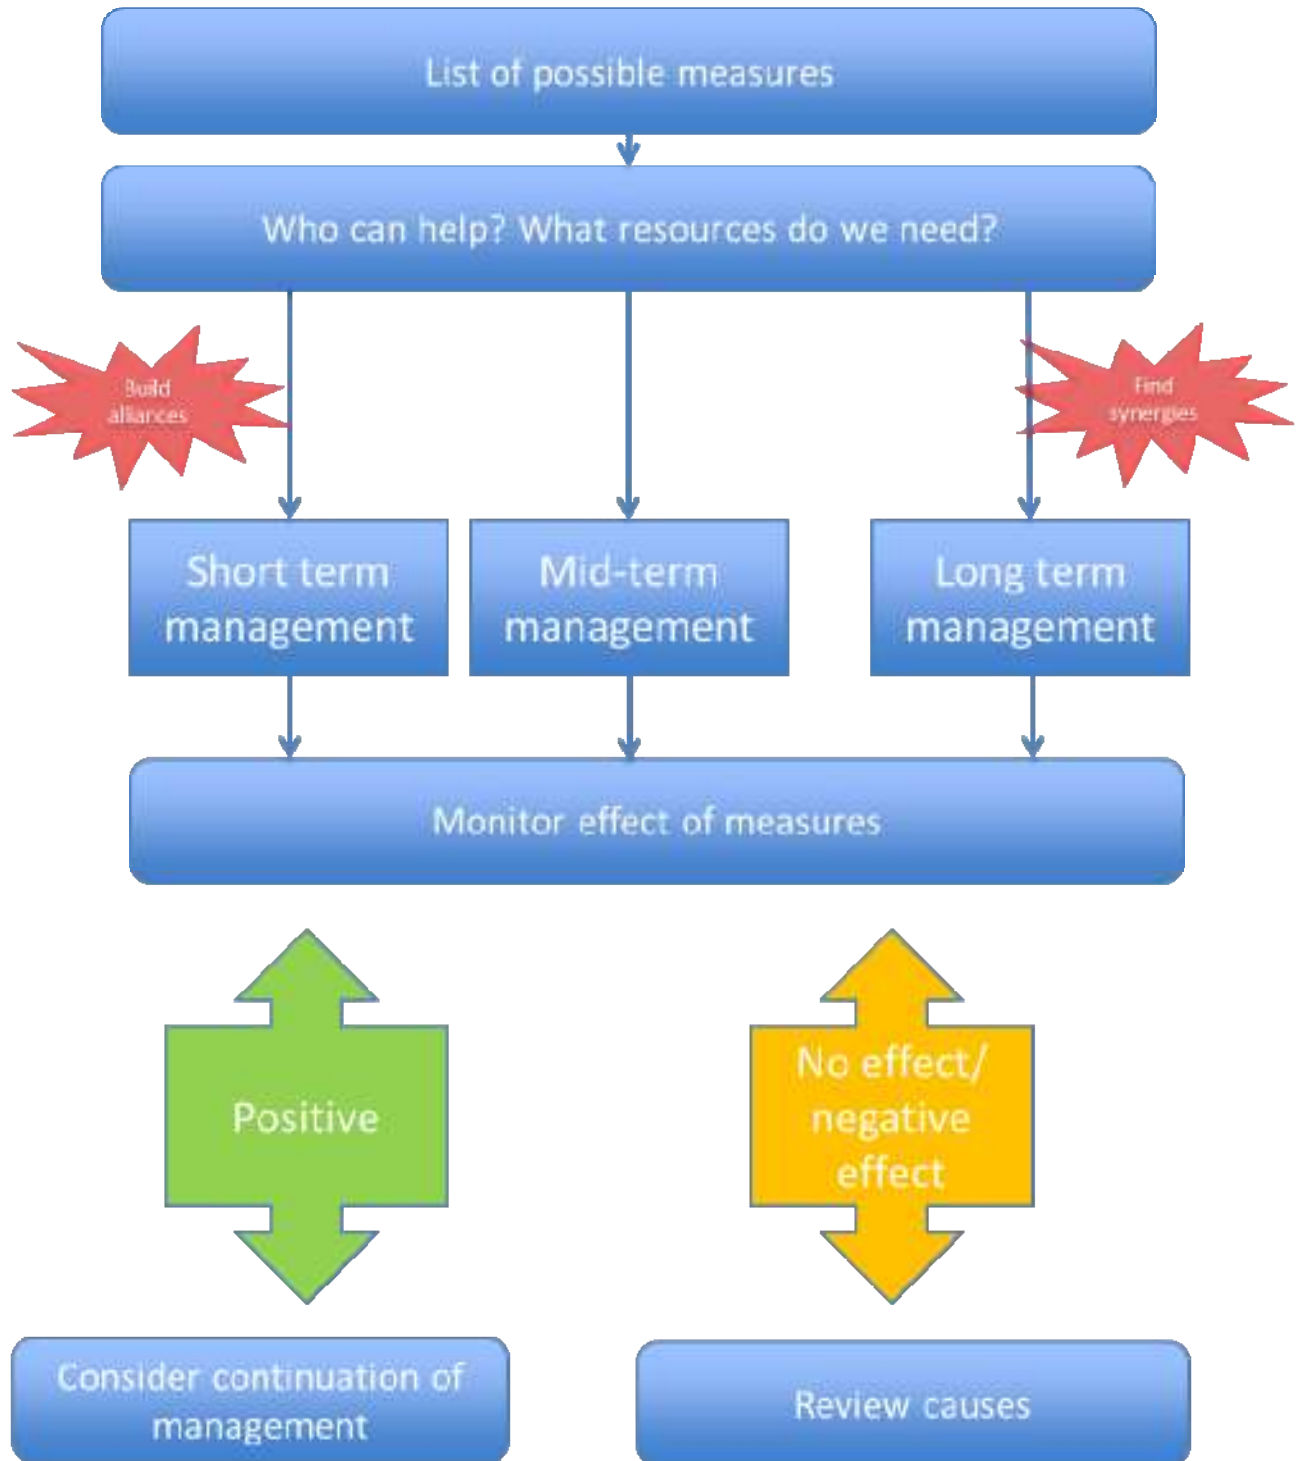 List of possible measures
Who can help? What resources do we need?
Build
alliances
Find
synergies
Short term
management
Mid-term
management
Long term
management
Monitor effect of measures
Positive
No effect/
negative
effect
Consider continuation of
management
Review causes